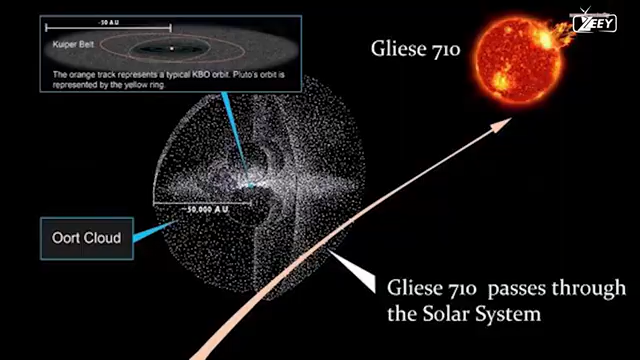 ~50 AU
Kuiper Belt
The orange track represents a typical KBO orbit. Pluto's orbit is
represented by the yellow ring.
Gliese 710
VEEY
~50,000 AU
Oort Cloud
Gliese 710 passes through
the Solar System